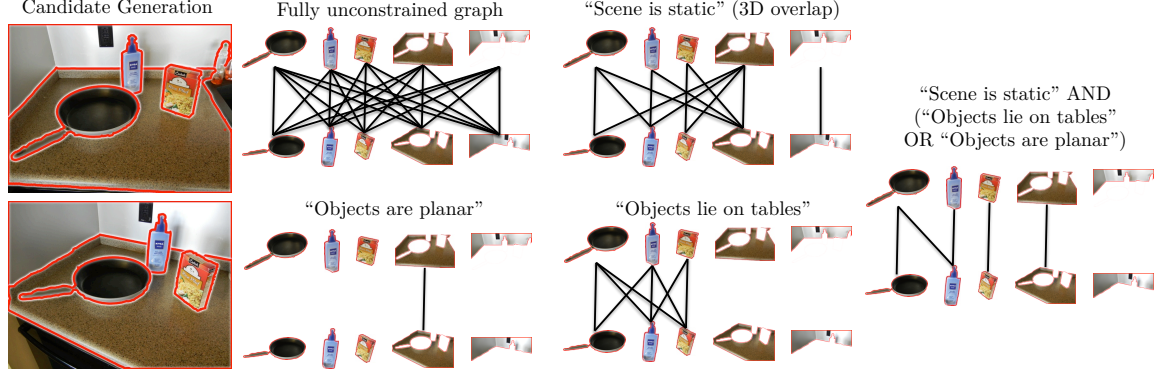 Candidate Generation
Fully unconstrained graph
“Scene is static” (3D overlap)
“Scene is static” AND
(“Objects lie on tables”
OR “Objects are planar”)
“Objects are planar”
“Objects lie on tables”